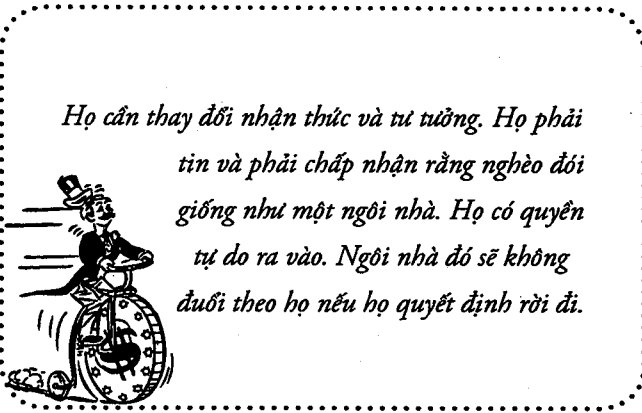 Họ cần thay đổi nhận thức và tư tưởng. Họ phải
tin và phải chấp nhận rằng nghèo đói
giống như một ngôi nhà. Họ có quyền
tự do ra vào. Ngôi nhà đó sẽ không
đuổi theo họ nếu họ quyết định rời đi.
$